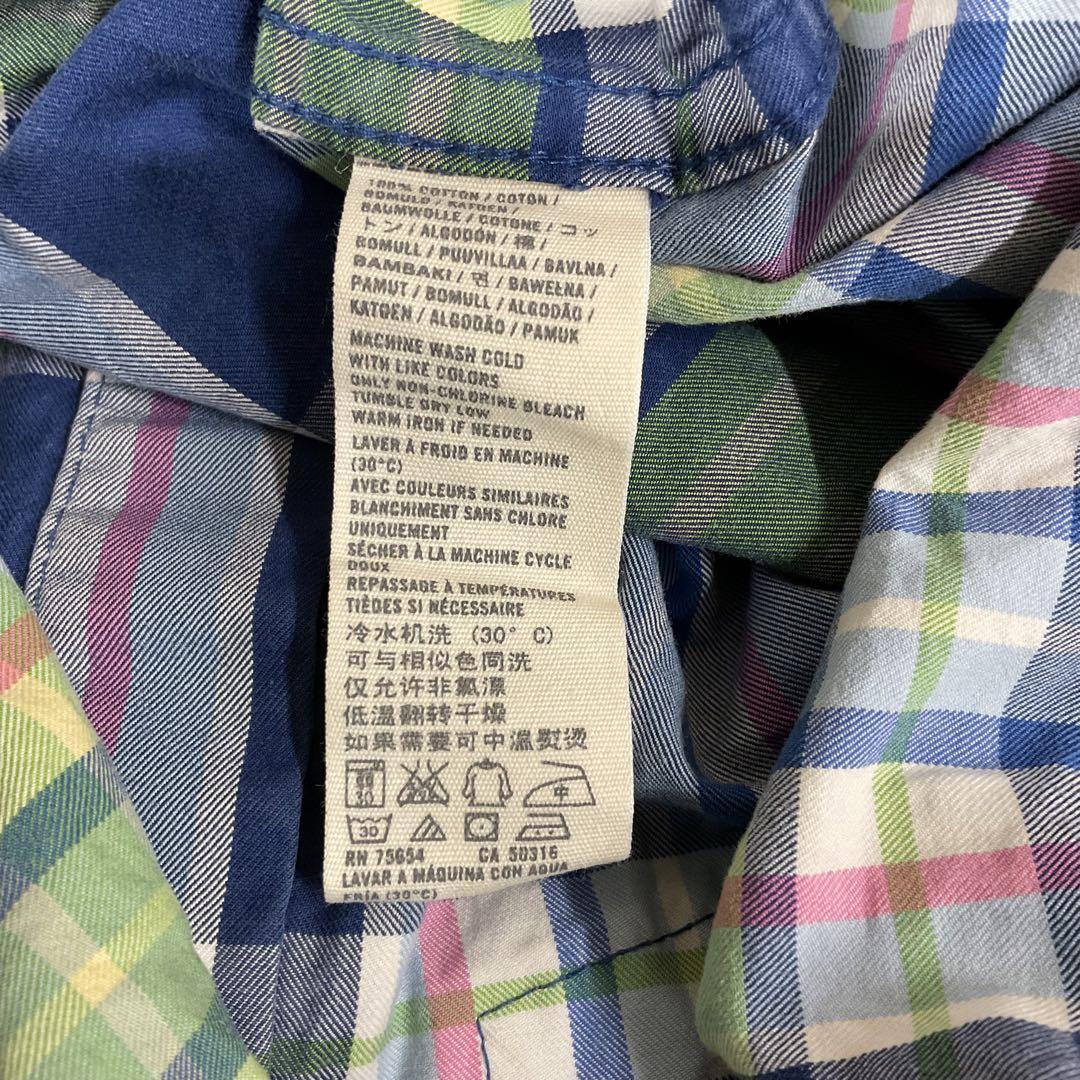 100% COTTON / COTON /
BOMULD / KATOEN /
BAUMWOLLE / COTONE / コッ
トン / ALGODÓN / 棉 /
BOMULL / PUUVILLAA / BAVLNA /
BAMBAKI / 면 / BAWEŁNA /
PAMUT / BOMULL / ALGODÃO /
KATOEN / ALGODÃO / PAMUK
MACHINE WASH COLD
WITH LIKE COLORS
ONLY NON-CHLORINE BLEACH
TUMBLE DRY LOW
WARM IRON IF NEEDED
LAVER À FROID EN MACHINE
(30°C)
AVEC COULEURS SIMILAIRES
BLANCHIMENT SANS CHLORE
UNIQUEMENT
SÉCHER À LA MACHINE CYCLE
DOUX
REPASSAGE À TEMPÉRATURES
TIÈDES SI NÉCESSAIRE
冷水机洗 (30°C)
可与相似色同洗
仅允许非氯漂
低溫翻转干燥
如果需要可中溫熨烫
30 中
30
RN 75654 CA 50316
LAVAR A MÁQUINA CON AGUA
FRÍA (30°C)